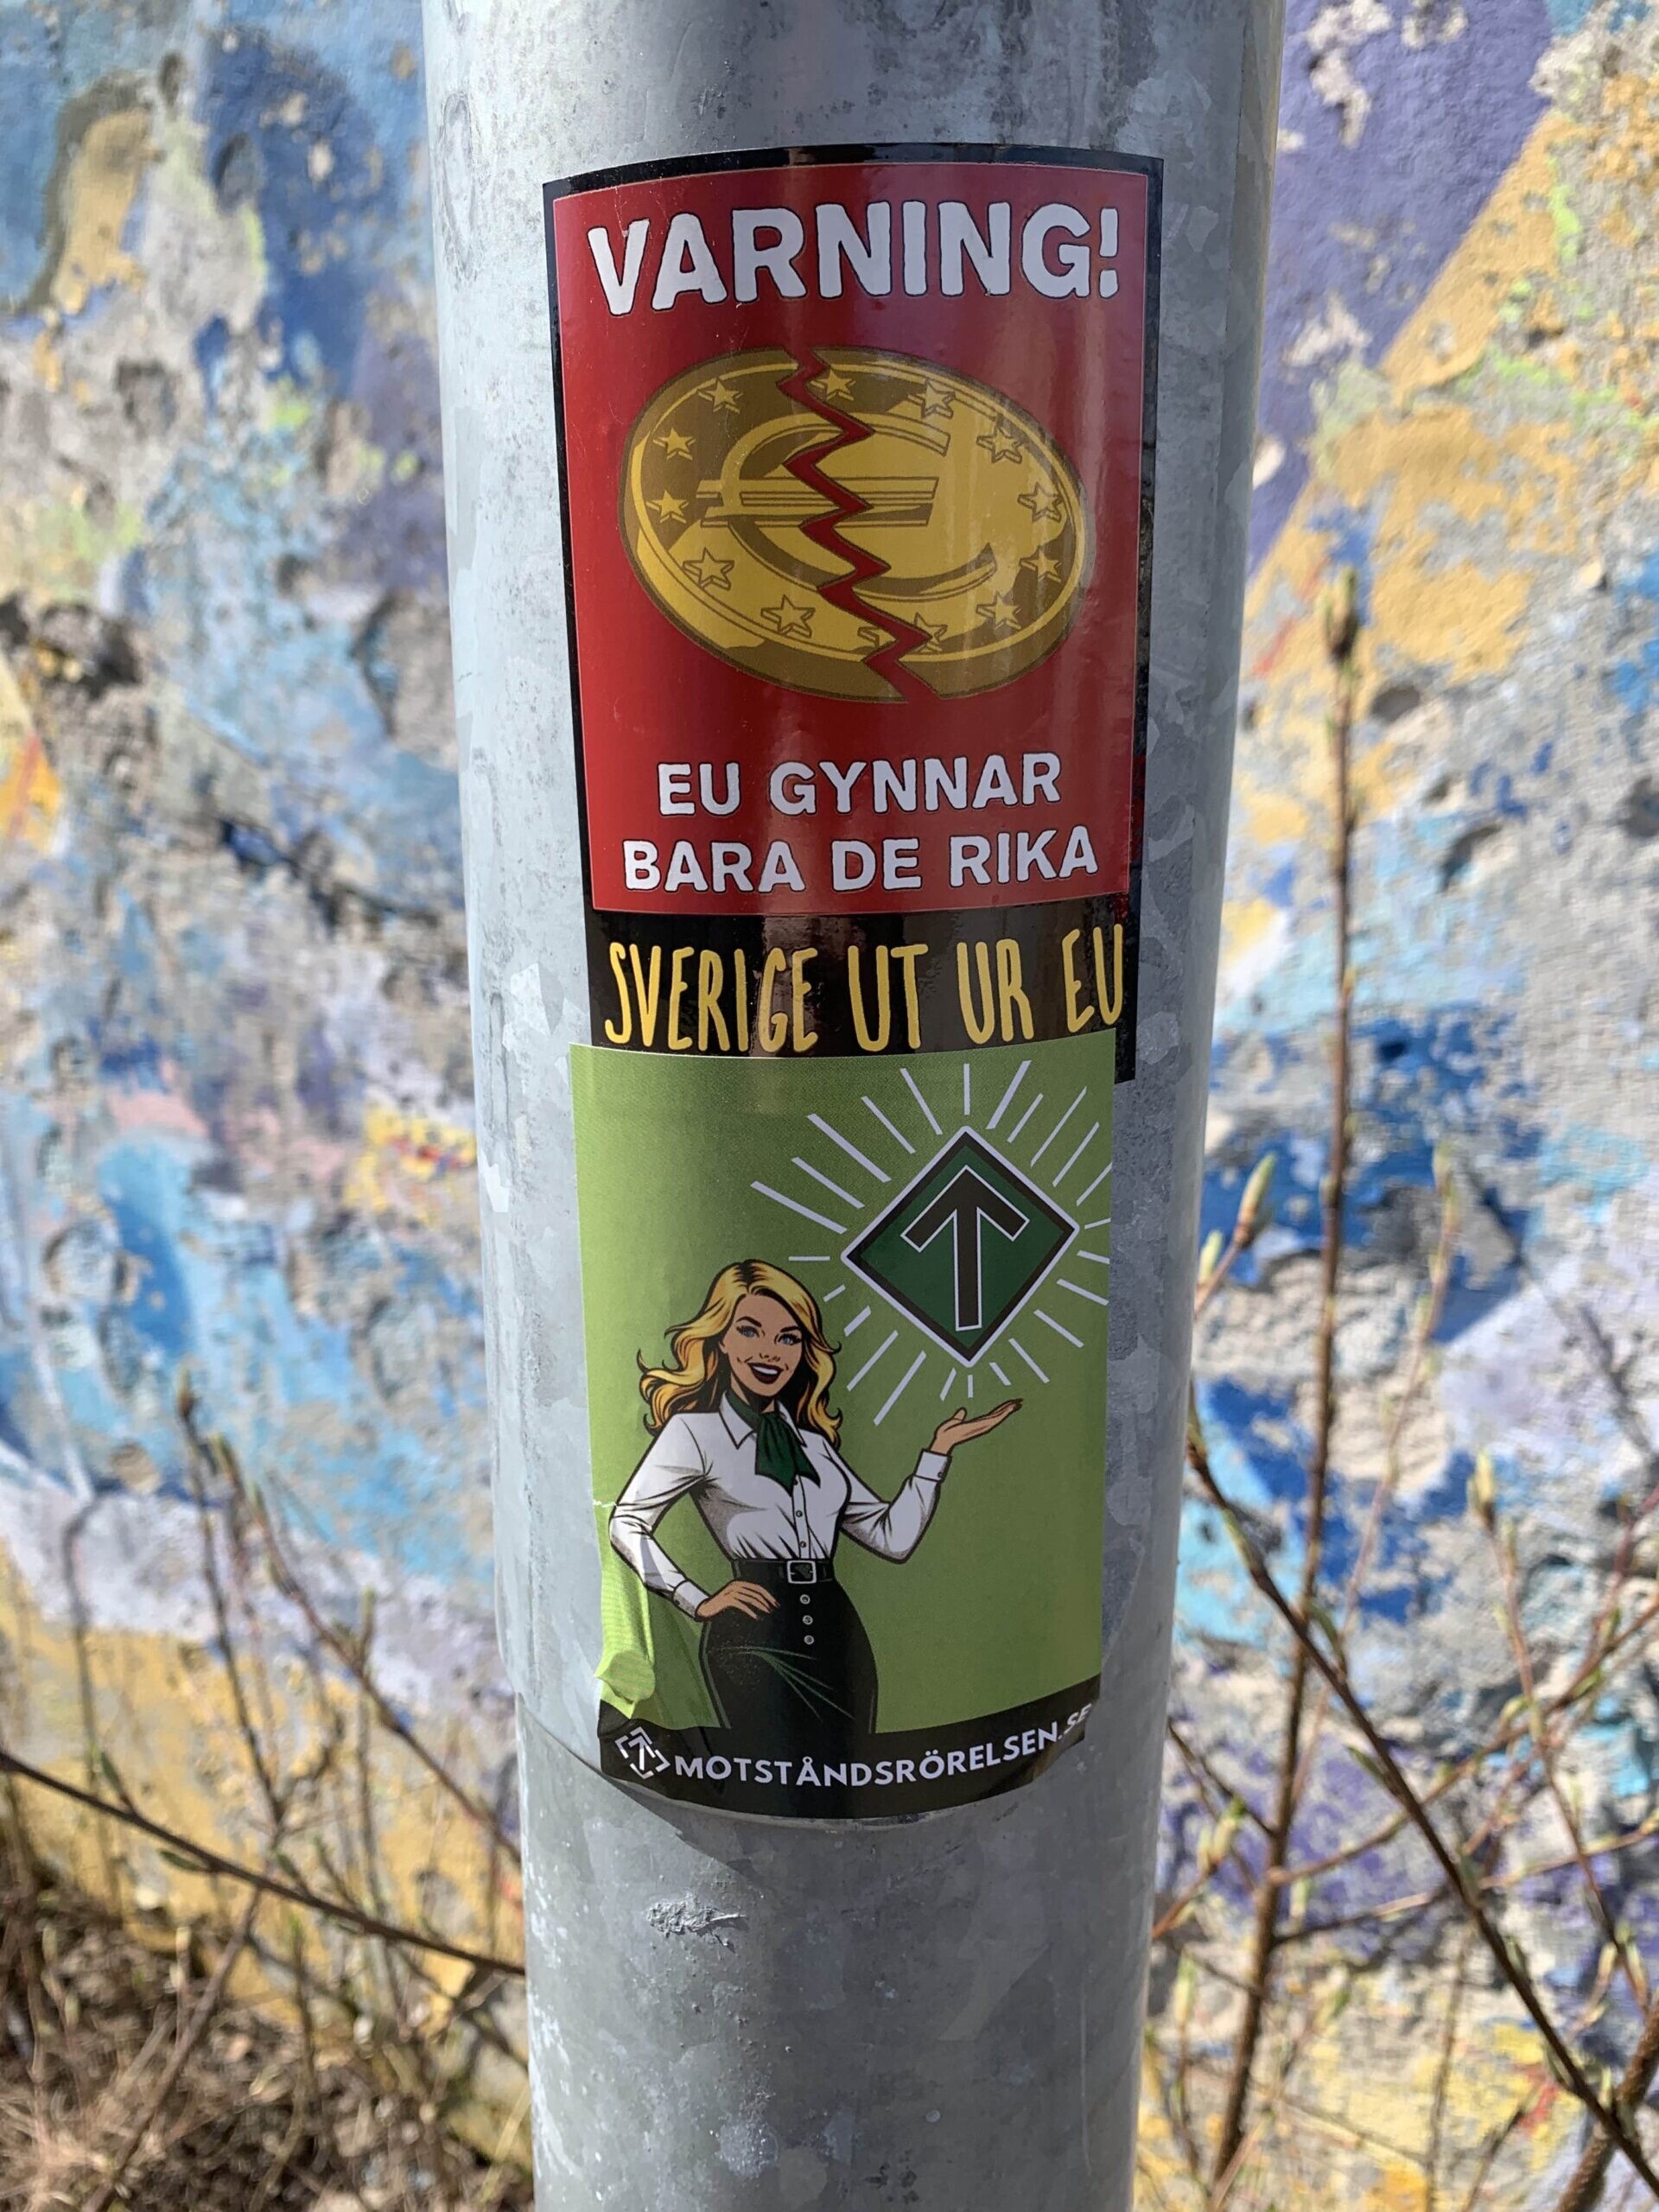 VARNING!
EU GYNNAR
BARA DE RIKA
SVERIGE UT UR EU
MOTSTÅNDSRÖRELSEN.SE